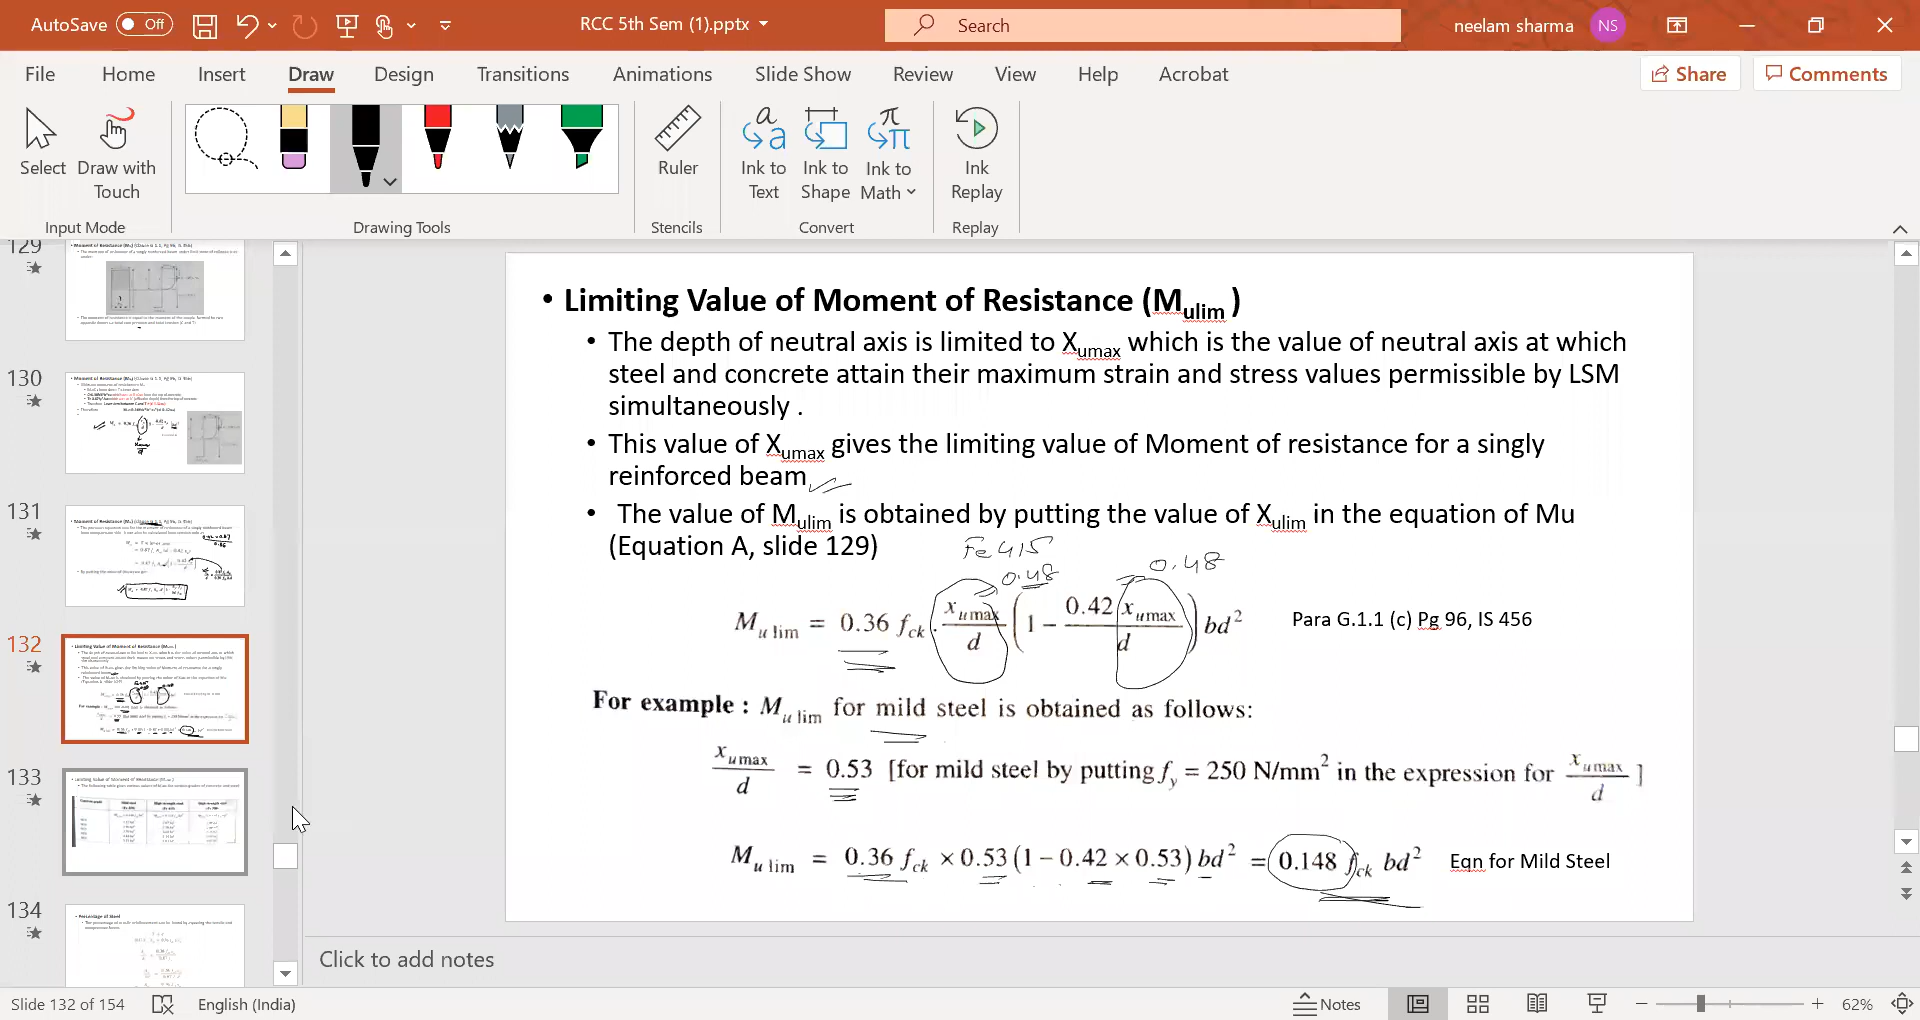 AutoSave Off
RCC 5th Sem (1).pptx
Search
neelam sharma NS
File Home Insert Draw Design Transitions Animations Slide Show Review View Help Acrobat
Share Comments
Select
Draw with Touch
Ruler
Ink to Text
Ink to Shape
Ink to Math
Ink Replay
Input Mode Drawing Tools Stencils Convert Replay
129
130
131
132
133
134
• Limiting Value of Moment of Resistance (Mulim )
• The depth of neutral axis is limited to Xumax which is the value of neutral axis at which
steel and concrete attain their maximum strain and stress values permissible by LSM
simultaneously .
• This value of Xumax gives the limiting value of Moment of resistance for a singly
reinforced beam
• The value of Mulim is obtained by putting the value of Xulim in the equation of Mu
(Equation A, slide 129)
Fe 415
0.48 0.48
Mu lim = 0.36 fck . xumax/d (1 − 0.42 xumax/d) bd²
Para G.1.1 (c) Pg 96, IS 456
For example : Mu lim for mild steel is obtained as follows:
xumax/d = 0.53 [for mild steel by putting fy = 250 N/mm² in the expression for xumax/d ]
Mu lim = 0.36 fck × 0.53 (1 − 0.42 × 0.53) bd² = 0.148 fck bd²
Eqn for Mild Steel
Click to add notes
Slide 132 of 154 English (India) Notes 62%